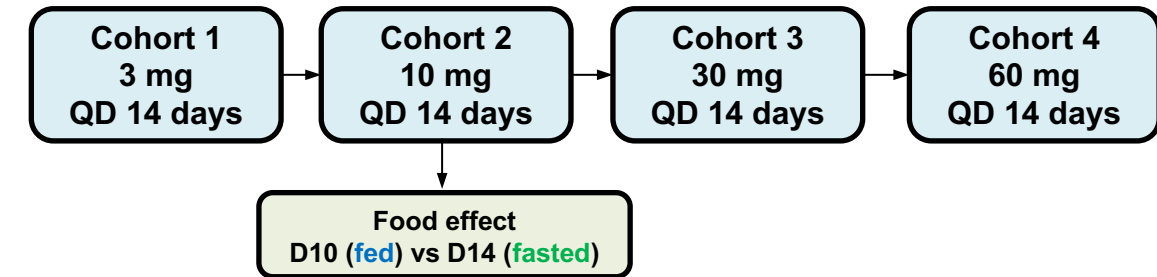 Cohort 1
3 mg
QD 14 days
Cohort 2
10 mg
QD 14 days
Cohort 3
30 mg
QD 14 days
Cohort 4
60 mg
QD 14 days
Food effect
D10 (fed) vs D14 (fasted)